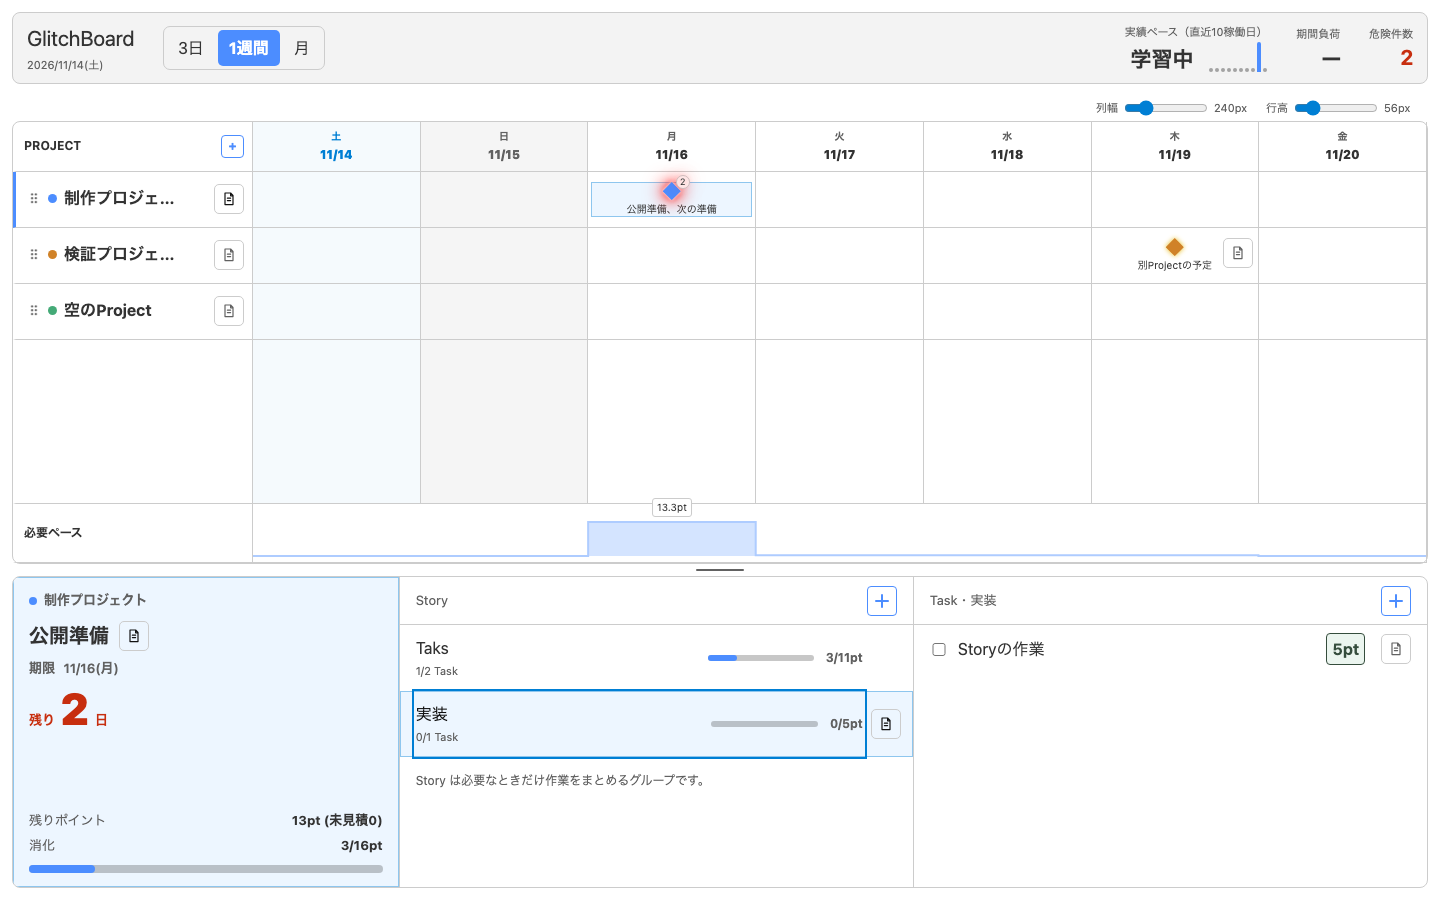 GlitchBoard
2026/11/14(土)
3日 1週間 月
実績ペース（直近10稼働日）
学習中
期間負荷
—
危険件数
2
列幅 240px 行高 56px
PROJECT +
土 11/14
日 11/15
月 11/16
火 11/17
水 11/18
木 11/19
金 11/20
制作プロジェ...
2
公開準備、次の準備
検証プロジェ...
別Projectの予定
空のProject
必要ペース
13.3pt
制作プロジェクト
公開準備
期限 11/16(月)
残り 2 日
残りポイント 13pt (未見積0)
消化 3/16pt
Story +
Taks
1/2 Task
3/11pt
実装
0/1 Task
0/5pt
Story は必要なときだけ作業をまとめるグループです。
Task・実装 +
Storyの作業 5pt